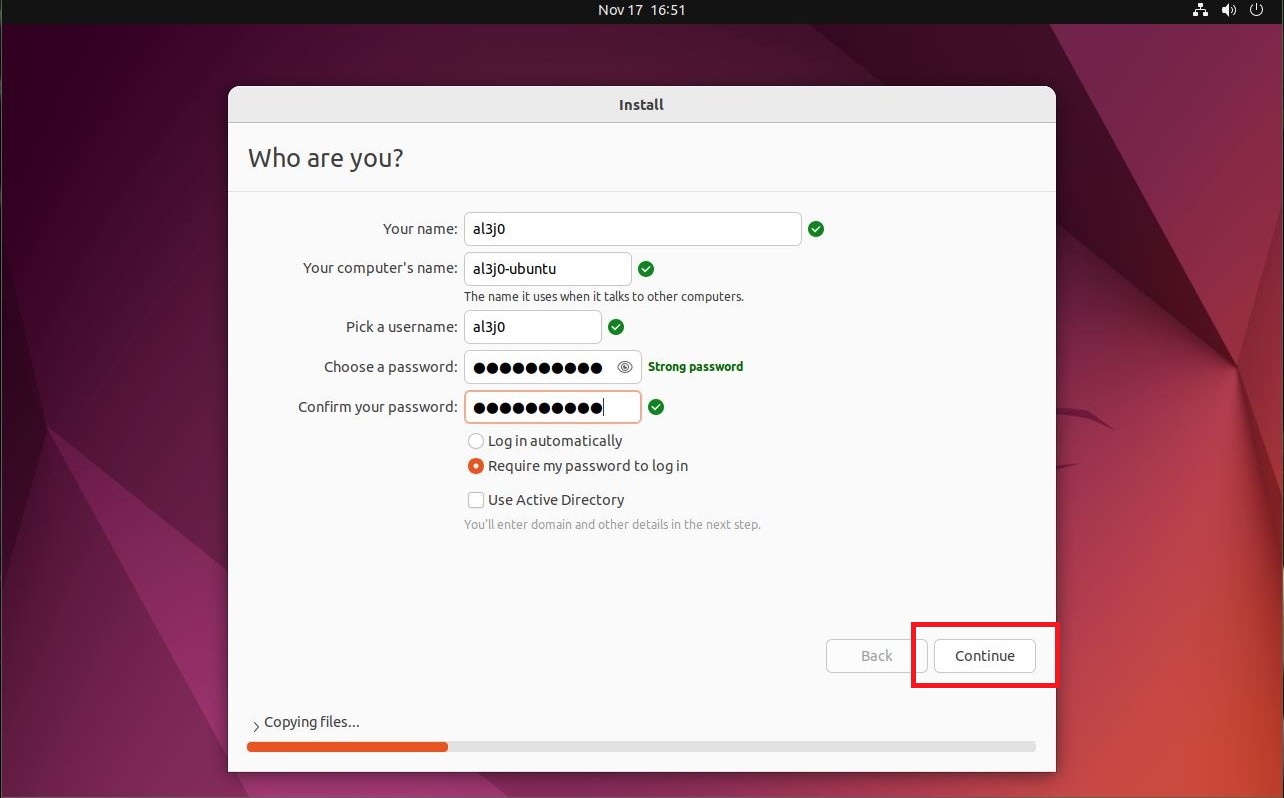 Nov 17 16:51
Install
Who are you?
Your name: al3j0
Your computer's name: al3j0-ubuntu
The name it uses when it talks to other computers.
Pick a username: al3j0
Choose a password: ●●●●●●●●●● Strong password
Confirm your password: ●●●●●●●●●●
Log in automatically
Require my password to log in
Use Active Directory
You'll enter domain and other details in the next step.
Back Continue
Copying files...